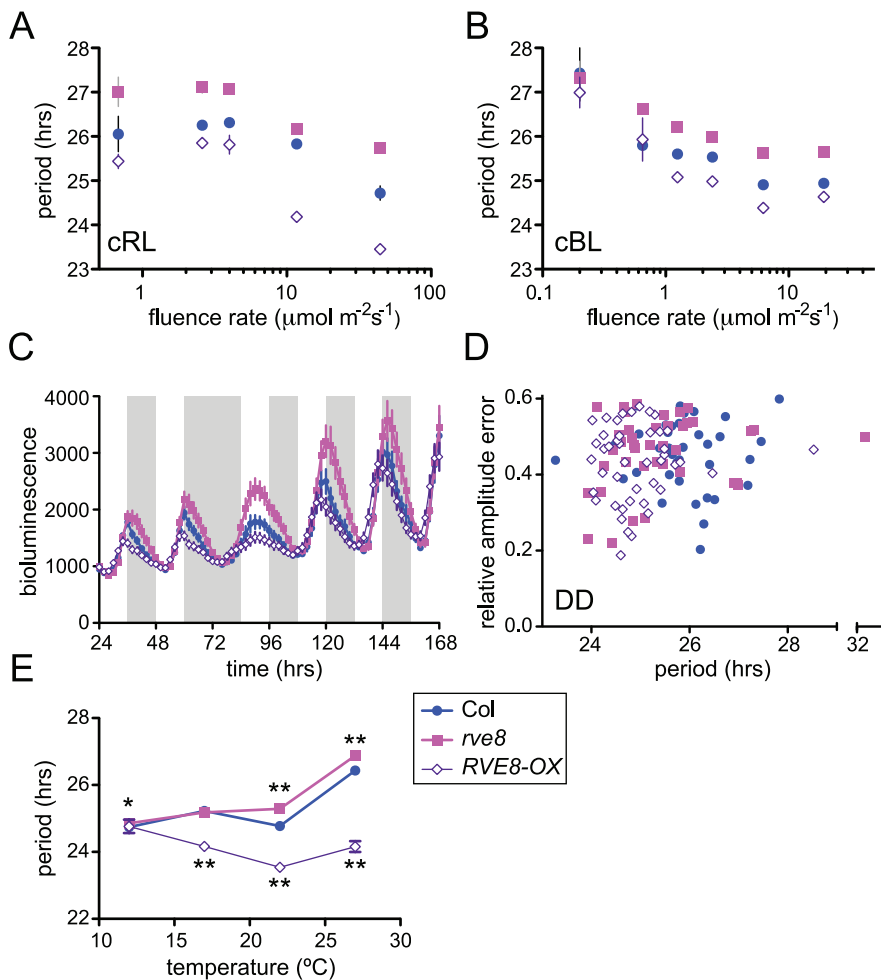 A
28
27
26
25
24
23
period (hrs)
cRL
1
10
100
fluence rate (μmol m-2s-1)
B
28
27
26
25
24
23
period (hrs)
cBL
0.1
1
10
fluence rate (μmol m-2s-1)
C
4000
3000
2000
1000
0
bioluminescence
24
48
72
96
120
144
168
time (hrs)
D
0.6
0.4
0.2
0.0
relative amplitude error
DD
24
26
28
32
period (hrs)
E
28
26
24
22
period (hrs)
*
**
**
**
**
**
10
15
20
25
30
temperature (ºC)
Col
rve8
RVE8-OX